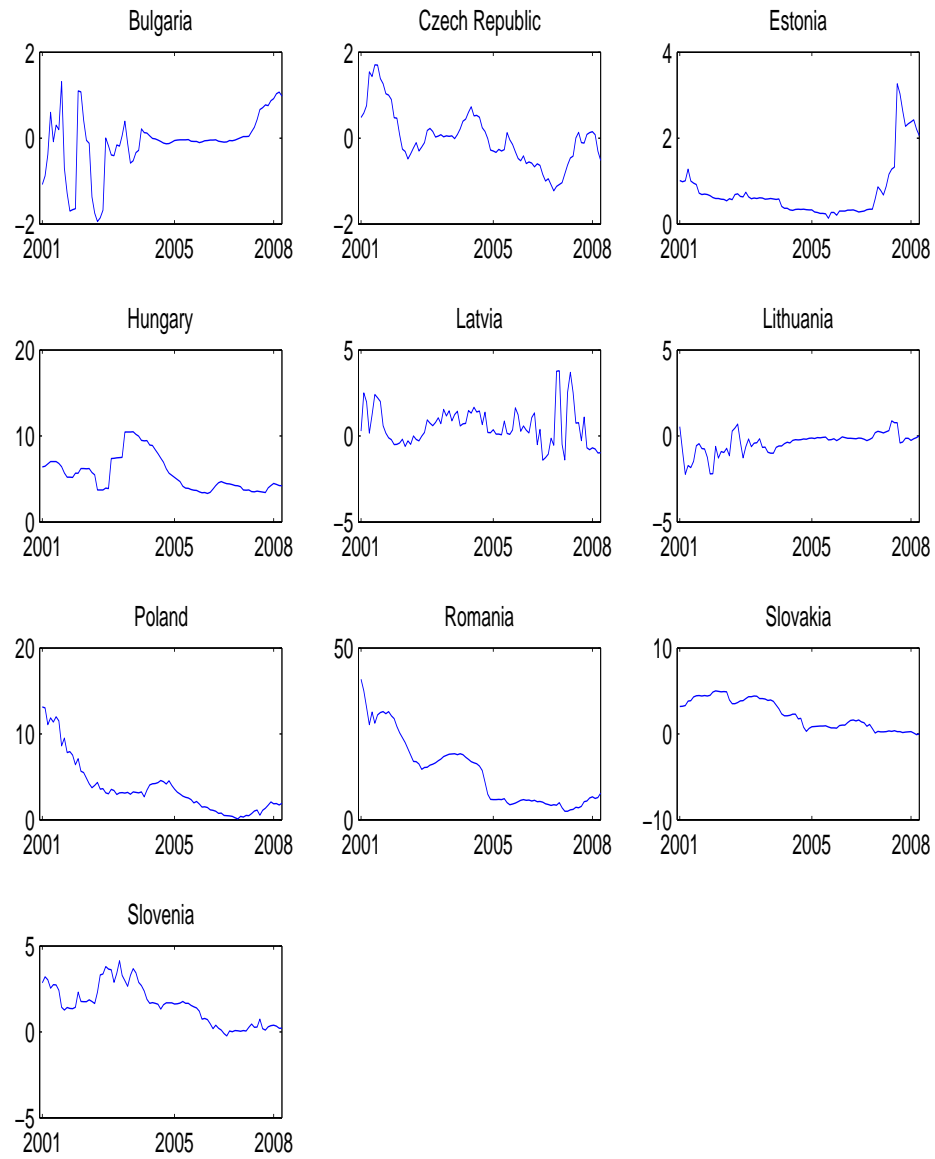 Bulgaria Czech Republic Estonia
2 2 4
0 0 2
−2 −2 0
2001 2005 2008 2001 2005 2008 2001 2005 2008
Hungary Latvia Lithuania
20 5 5
10 0 0
0 −5 −5
2001 2005 2008 2001 2005 2008 2001 2005 2008
Poland Romania Slovakia
20 50 10
10 0
0 0 −10
2001 2005 2008 2001 2005 2008 2001 2005 2008
Slovenia
5
0
−5
2001 2005 2008